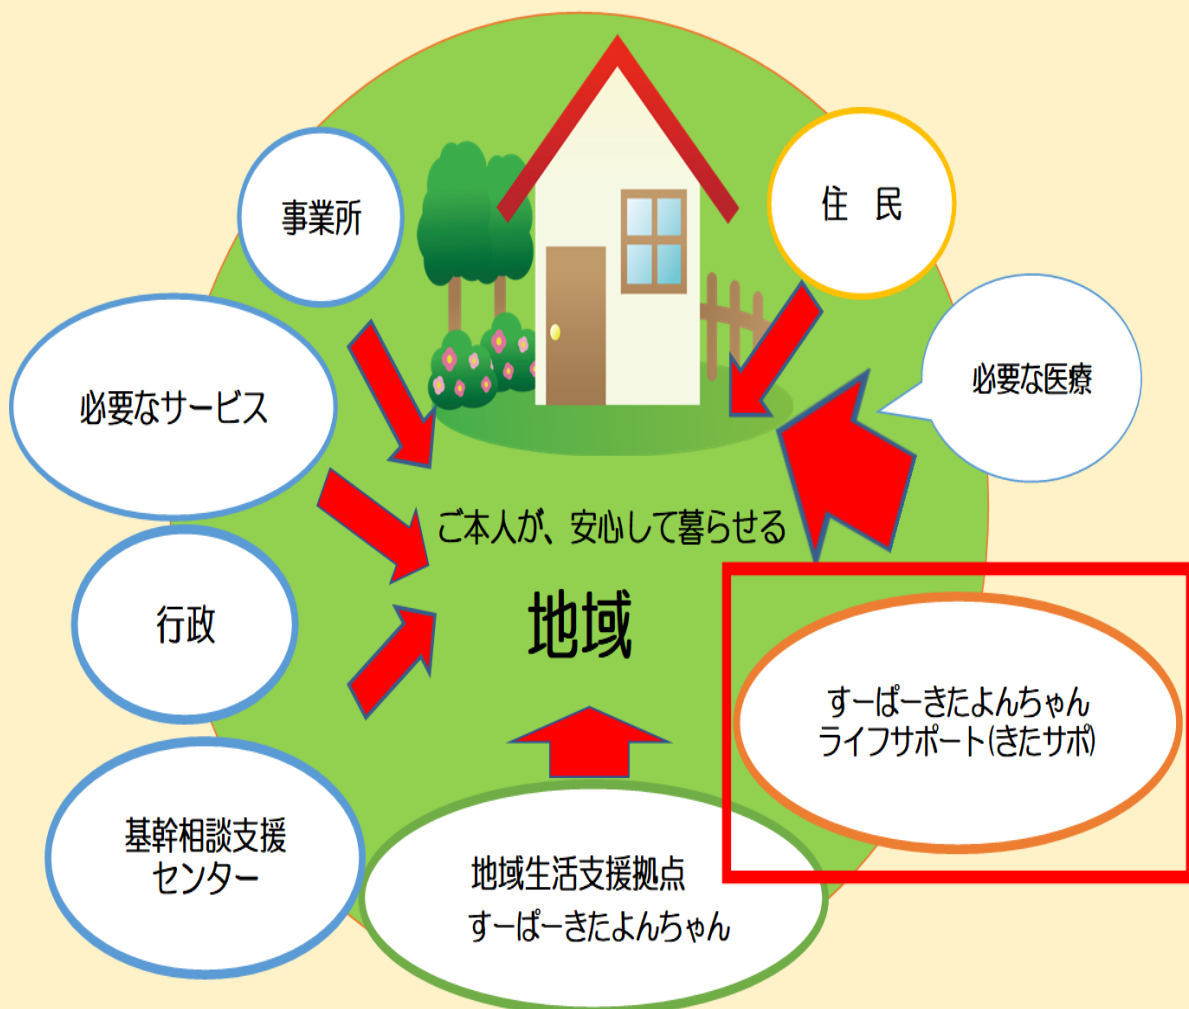 事業所
住　民
必要なサービス
必要な医療
ご本人が、安心して暮らせる
地域
行政
すーぱーきたよんちゃん
ライフサポート(きたサポ)
基幹相談支援
センター
地域生活支援拠点
すーぱーきたよんちゃん